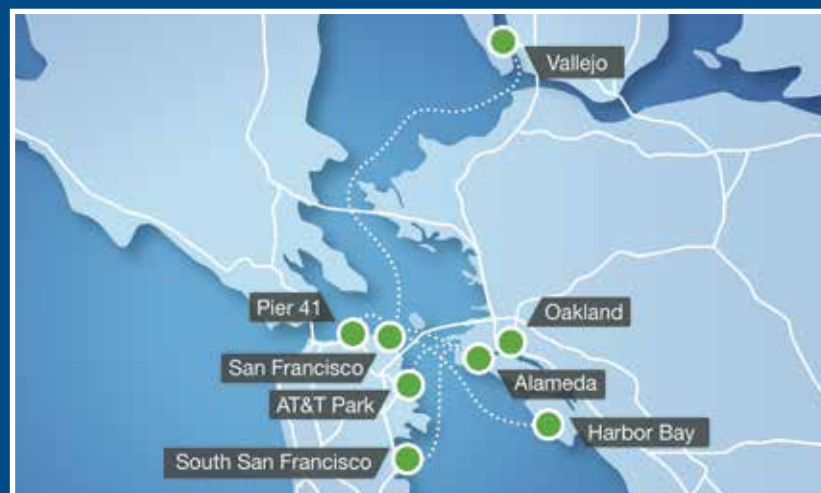 Vallejo
Pier 41
Oakland
San Francisco
Alameda
AT&T Park
Harbor Bay
South San Francisco